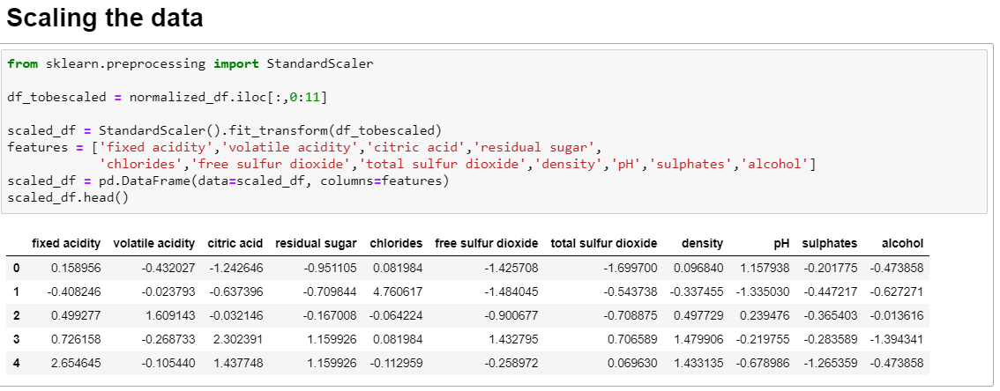 Scaling the data
from sklearn.preprocessing import StandardScaler
df_tobescaled = normalized_df.iloc[:,0:11]
scaled_df = StandardScaler().fit_transform(df_tobescaled)
features = ['fixed acidity','volatile acidity','citric acid','residual sugar',
'chlorides','free sulfur dioxide','total sulfur dioxide','density','pH','sulphates','alcohol']
scaled_df = pd.DataFrame(data=scaled_df, columns=features)
scaled_df.head()
fixed acidity volatile acidity citric acid residual sugar chlorides free sulfur dioxide total sulfur dioxide density pH sulphates alcohol
0 0.158956 -0.432027 -1.242646 -0.951105 0.081984 -1.425708 -1.699700 0.096840 1.157938 -0.201775 -0.473858
1 -0.408246 -0.023793 -0.637396 -0.709844 4.760617 -1.484045 -0.543738 -0.337455 -1.335030 -0.447217 -0.627271
2 0.499277 1.609143 -0.032146 -0.167008 -0.064224 -0.900677 -0.708875 0.497729 0.239476 -0.365403 -0.013616
3 0.726158 -0.268733 2.302391 1.159926 0.081984 1.432795 0.706589 1.479906 -0.219755 -0.283589 -1.394341
4 2.654645 -0.105440 1.437748 1.159926 -0.112959 -0.258972 0.069630 1.433135 -0.678986 -1.265359 -0.473858